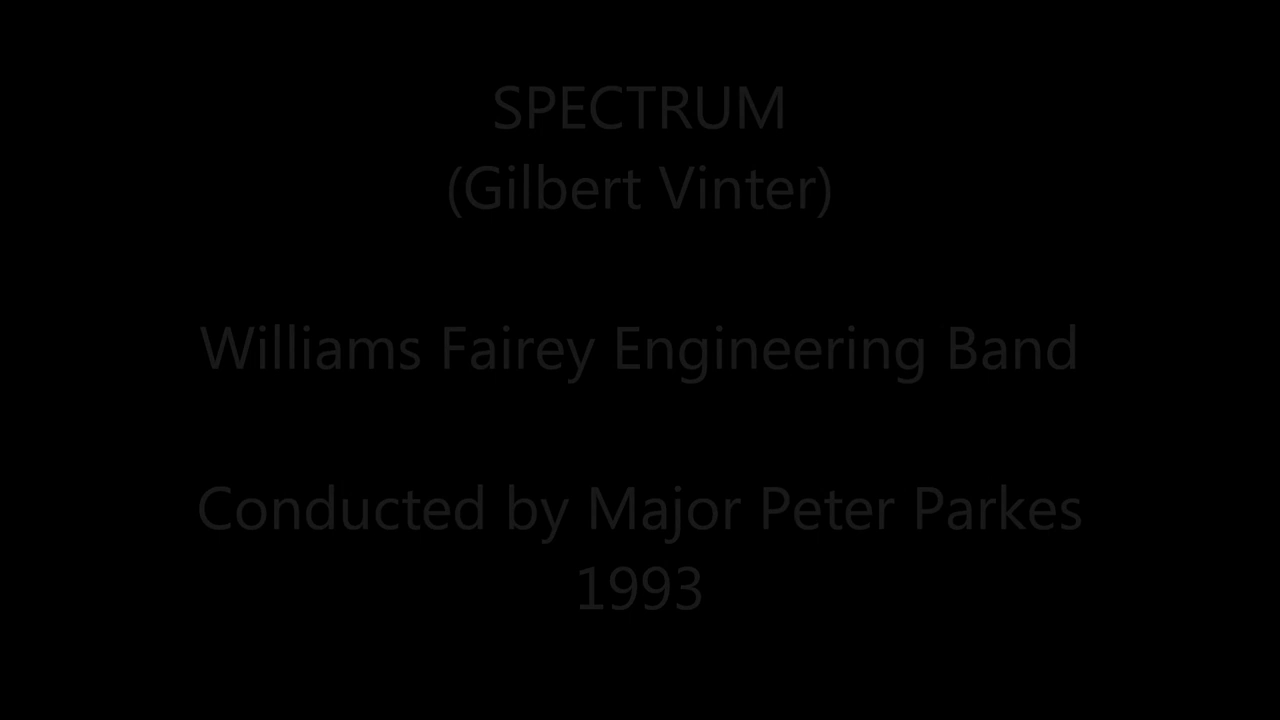 SPECTRUM
(Gilbert Vinter)
Williams Fairey Engineering Band
Conducted by Major Peter Parkes
1993